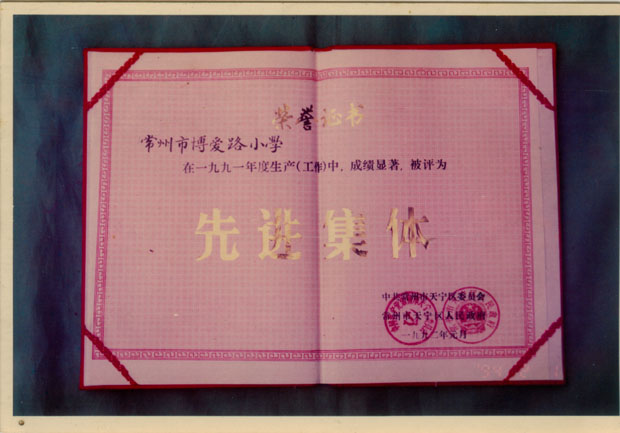 荣誉证书
常州市博爱路小学
在一九九一年度生产(工作)中，成绩显著，被评为
先进集体
中共常州市天宁区委员会
常州市天宁区人民政府
一九九二年元月